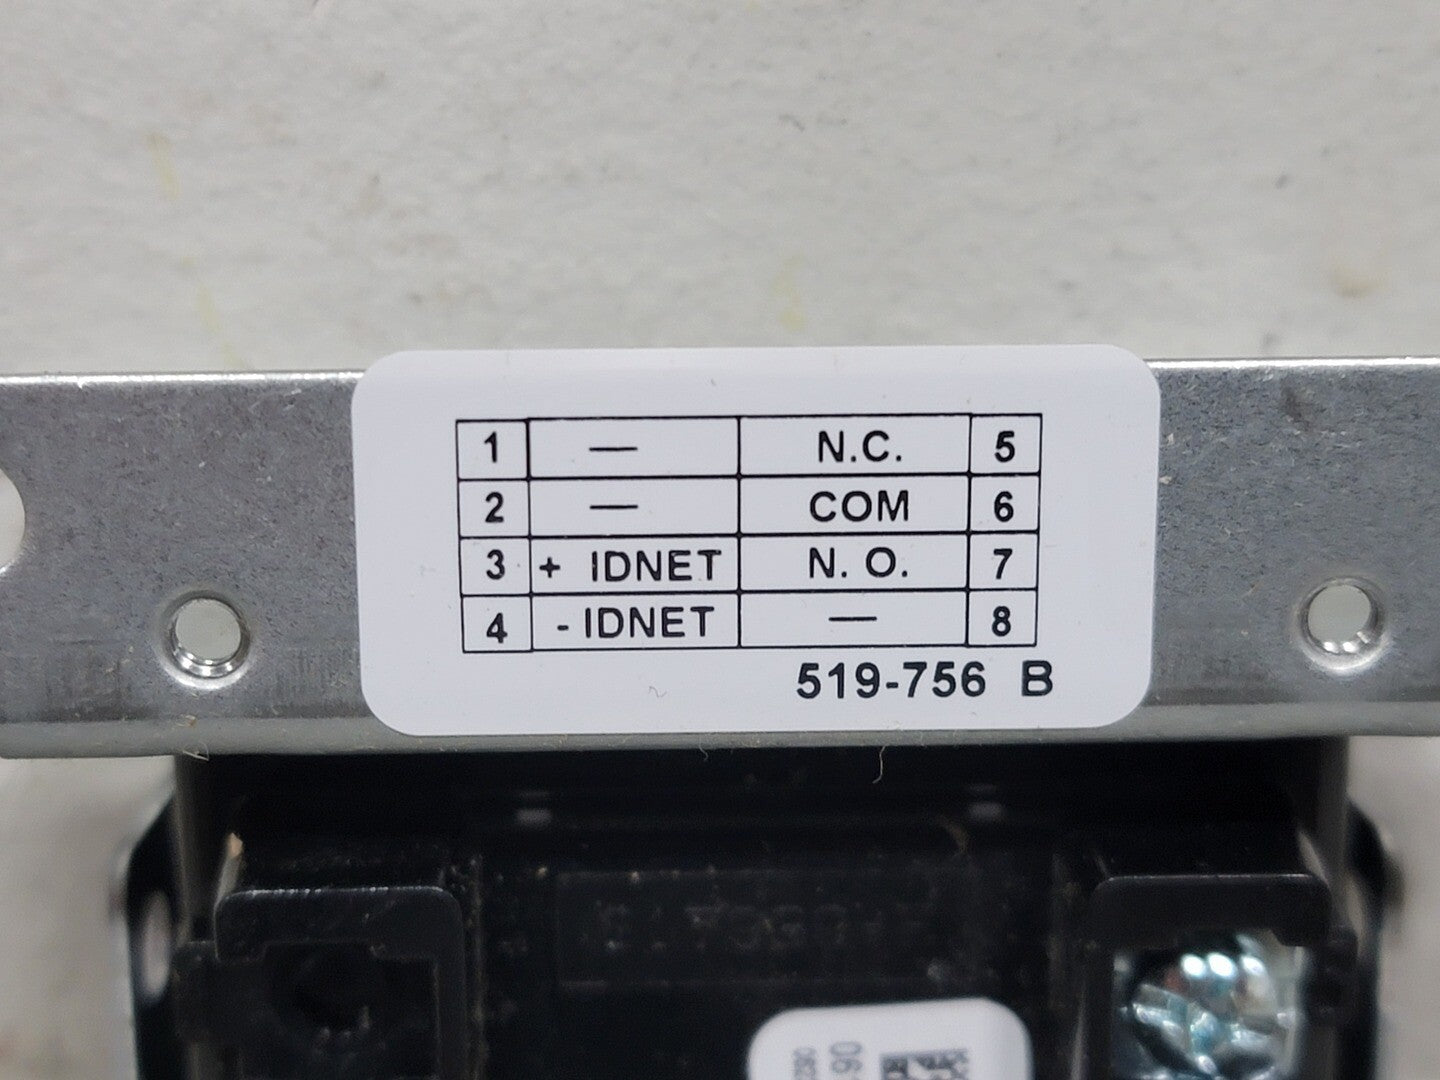 1 — N.C. 5
2 — COM 6
3 + IDNET N. O. 7
4 - IDNET — 8
519-756 B